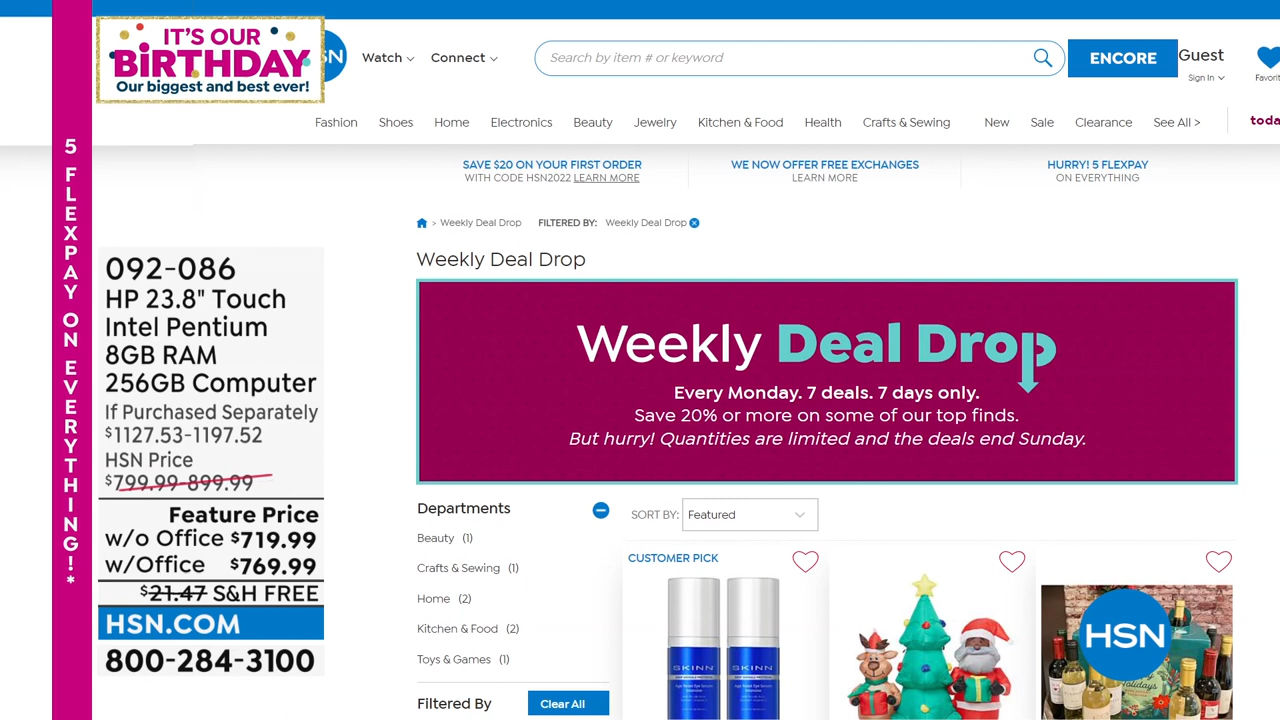 IT'S OUR
BiRTHDAY
Our biggest and best ever!
5 FLEXPAY ON EVERYTHING!*
Watch
Connect
Search by item # or keyword
ENCORE
Guest
Sign In
Fashion
Shoes
Home
Electronics
Beauty
Jewelry
Kitchen & Food
Health
Crafts & Sewing
New
Sale
Clearance
See All >
SAVE $20 ON YOUR FIRST ORDER
WITH CODE HSN2022 LEARN MORE
WE NOW OFFER FREE EXCHANGES
LEARN MORE
HURRY! 5 FLEXPAY
ON EVERYTHING
> Weekly Deal Drop
FILTERED BY: Weekly Deal Drop
Weekly Deal Drop
Weekly Deal Drop
Every Monday. 7 deals. 7 days only.
Save 20% or more on some of our top finds.
But hurry! Quantities are limited and the deals end Sunday.
092-086
HP 23.8" Touch
Intel Pentium
8GB RAM
256GB Computer
If Purchased Separately
$1127.53-1197.52
HSN Price
$799.99-899.99
Feature Price
w/o Office $719.99
w/Office $769.99
$21.47 S&H FREE
HSN.COM
800-284-3100
Departments
Beauty (1)
Crafts & Sewing (1)
Home (2)
Kitchen & Food (2)
Toys & Games (1)
Filtered By
Clear All
SORT BY: Featured
CUSTOMER PICK
SKINN
HSN